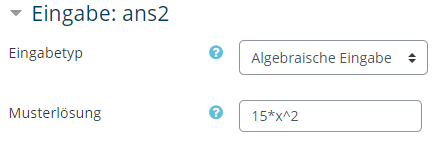 Eingabe: ans2
Eingabetyp
Algebraische Eingabe
Musterlösung
15*x^2